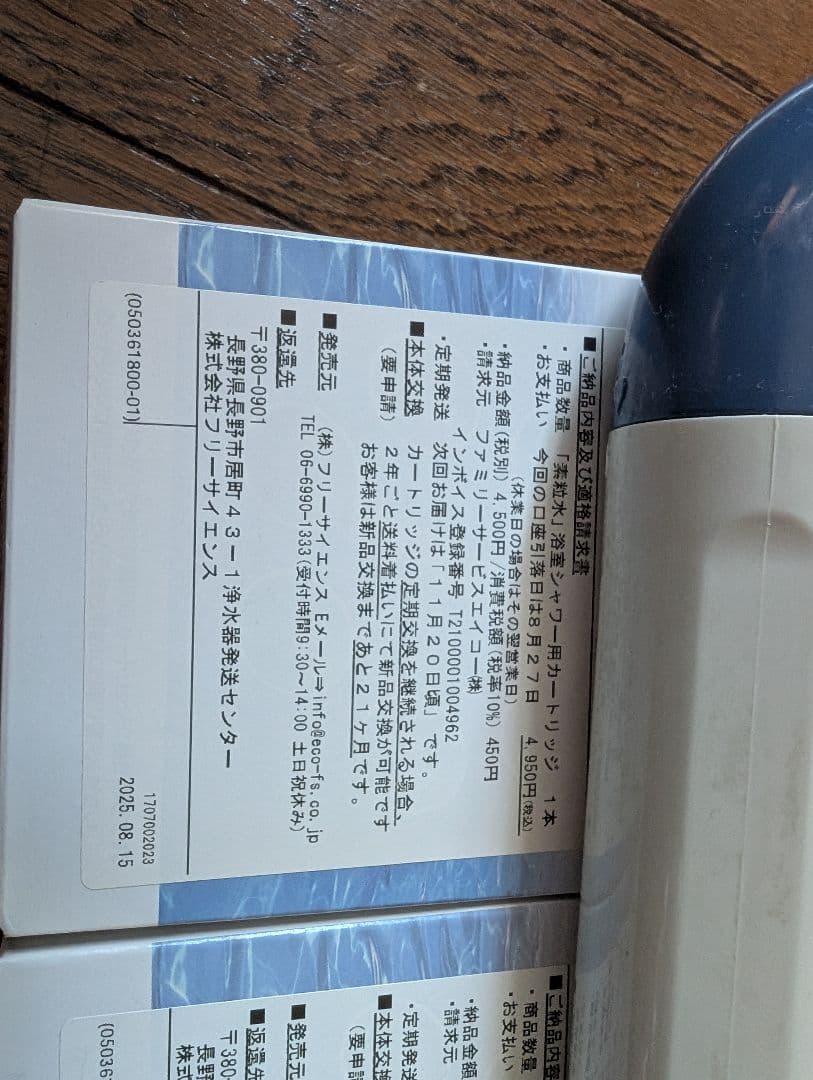 ■ご納品内容及び適格請求書
・商品数量 「素粒水」浴室シャワー用カートリッジ 1本
・お支払い 今回の口座引落日は8月27日 4,950円(税込)
(休業日の場合はその翌営業日)
・納品金額(税別) 4,500円/消費税額(税率10%) 450円
・請求元 ファミリーサービスエイコー㈱
インボイス登録番号 T2100001004962
・定期発送 次回お届けは「11月20日頃」です。
■本体交換 カートリッジの定期交換を継続される場合、
(要申請) 2年ごと送料着払いにて新品交換が可能です
お客様は新品交換まであと21ケ月です。
■発売元 (株)フリーサイエンス Eメール⇒info@eco-fs.co.jp
TEL 06-6990-1333(受付時間9:30~14:00 土日祝休み)
■返還先
〒380-0901
長野県長野市居町43-1浄水器発送センター
株式会社フリーサイエンス
(050361800-01)
1707002023
2025.08.15
■ご納品内容
・商品数量
・お支払い
・納品金額
・請求元
・定期発送
■本体交換
(要申請
■発売元
■返還先
〒380-
長野
株式
(05036